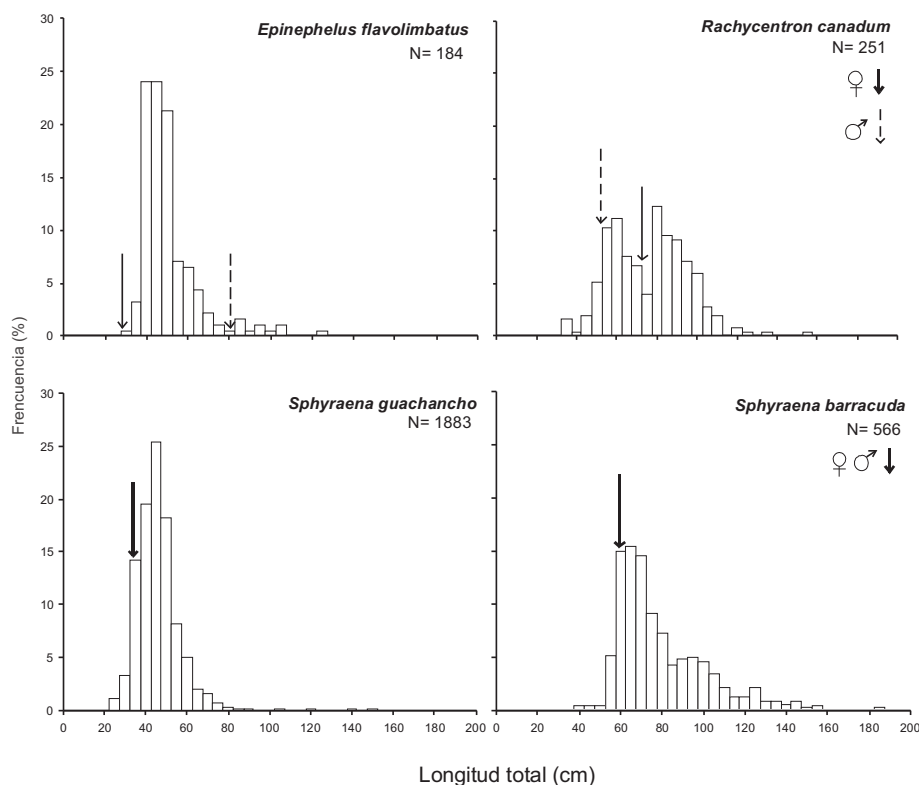 30
25
20
15
10
5
0
Epinephelus flavolimbatus
N= 184
Rachycentron canadum
N= 251
Frencuencia (%)
30
25
20
15
10
5
0
Sphyraena guachancho
N= 1883
0 20 40 60 80 100 120 140 160 180 200
Sphyraena barracuda
N= 566
0 20 40 60 80 100 120 140 160 180 200
Longitud total (cm)